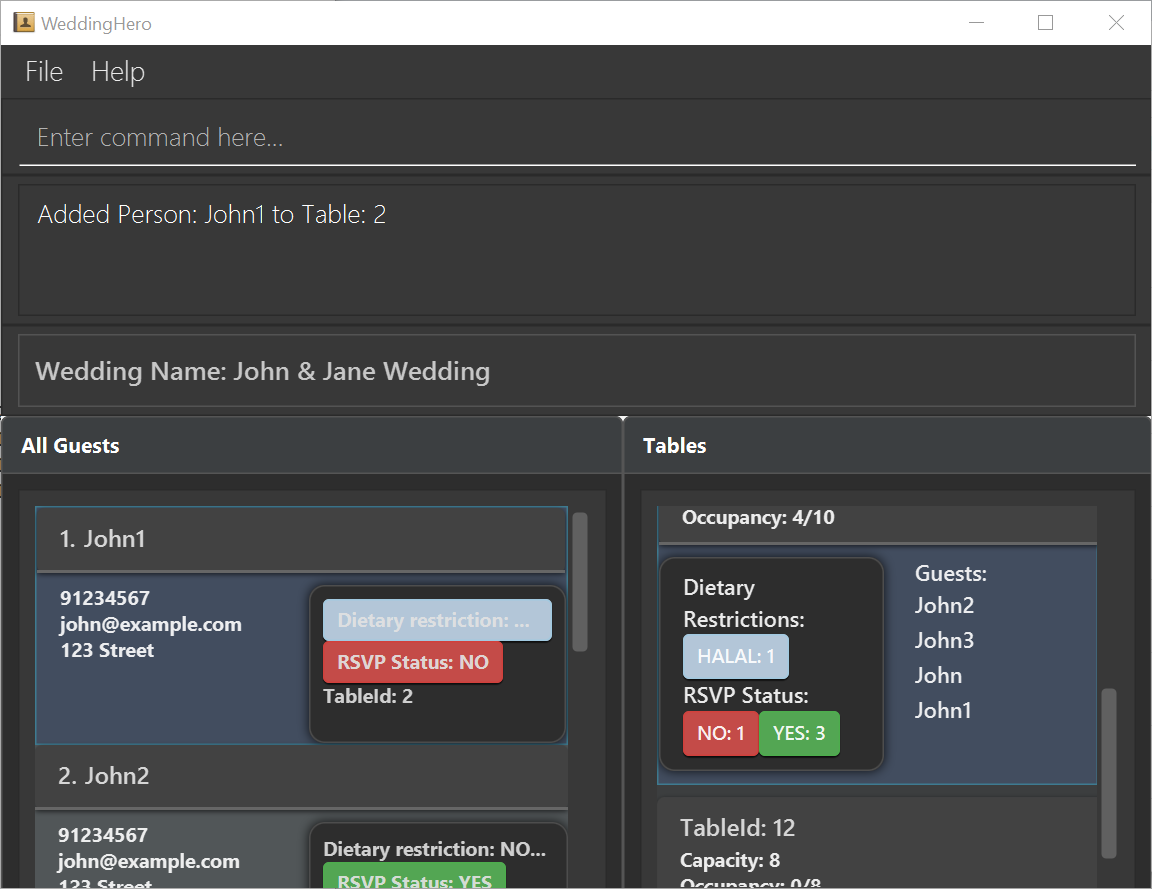 WeddingHero
File Help
Enter command here...
Added Person: John1 to Table: 2
Wedding Name: John & Jane Wedding
All Guests
1. John1
91234567
john@example.com
123 Street
Dietary restriction: ...
RSVP Status: NO
TableId: 2
2. John2
91234567
john@example.com
123 Street
Dietary restriction: NO...
RSVP Status: YES
Tables
Occupancy: 4/10
Dietary
Restrictions:
HALAL: 1
RSVP Status:
NO: 1 YES: 3
Guests:
John2
John3
John
John1
TableId: 12
Capacity: 8
Occupancy: 0/8